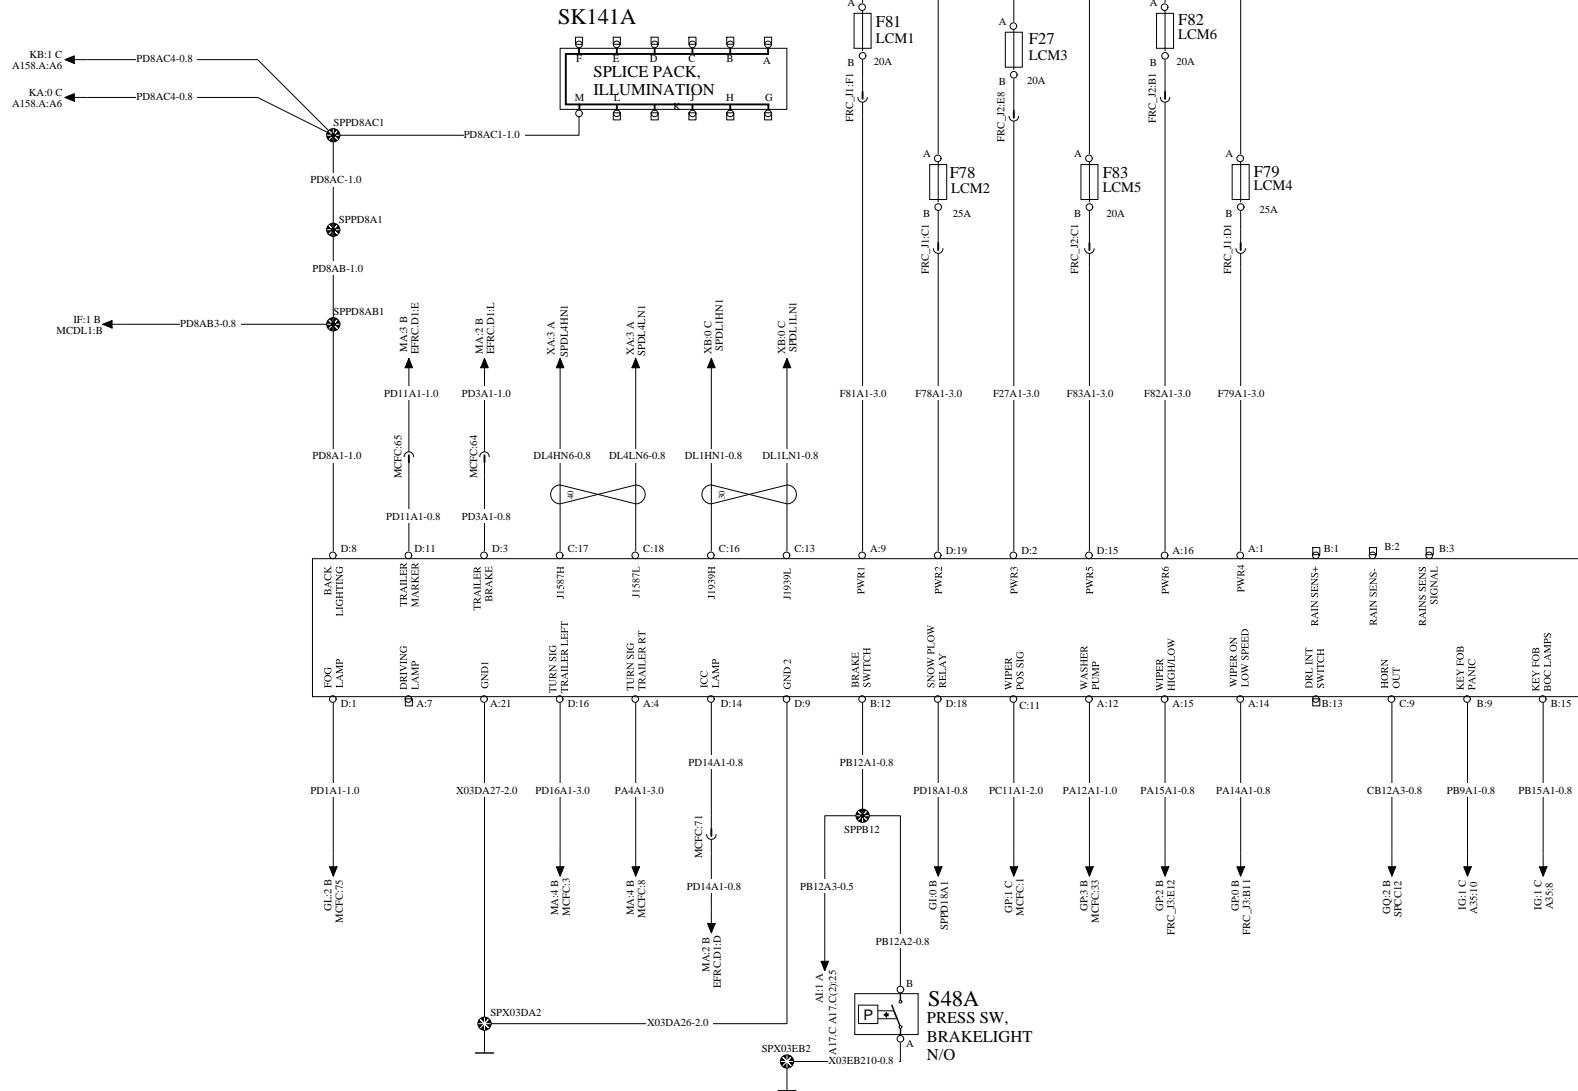 SK141A
F E D C B A
SPLICE PACK,
ILLUMINATION
M L K J H G
KB:1 C
A158.A:A6
PD8AC4-0.8
KA:0 C
A158.A:A6
PD8AC4-0.8
SPPD8AC1
PD8AC1-1.0
PD8AC-1.0
SPPD8A1
PD8AB-1.0
SPPD8AB1
IF:1 B
MCDL1:B
PD8AB3-0.8
A
F81
LCM1
B
20A
FRC_J1:F1
A
F27
LCM3
B
20A
FRC_J2:E8
A
F82
LCM6
B
20A
FRC_J2:B1
A
F78
LCM2
B
25A
FRC_J1:C1
A
F83
LCM5
B
20A
FRC_J2:C1
A
F79
LCM4
B
25A
FRC_J1:D1
MA:3 B
EFRC.D1:E
MA:2 B
EFRC.D1:L
XA:3 A
SPDL4HN1
XA:3 A
SPDL4LN1
XB:0 C
SPDL1HN1
XB:0 C
SPDL1LN1
PD11A1-1.0
PD3A1-1.0
F81A1-3.0
F78A1-3.0
F27A1-3.0
F83A1-3.0
F82A1-3.0
F79A1-3.0
PD8A1-1.0
MCFC:65
MCFC:64
DL4HN6-0.8
DL4LN6-0.8
DL1HN1-0.8
DL1LN1-0.8
40
30
PD11A1-0.8
PD3A1-0.8
D:8
D:11
D:3
C:17
C:18
C:16
C:13
A:9
D:19
D:2
D:15
A:16
A:1
B:1
B:2
B:3
BACK
LIGHTING
TRAILER
MARKER
TRAILER
BRAKE
J1587H
J1587L
J1939H
J1939L
PWR1
PWR2
PWR3
PWR5
PWR6
PWR4
RAIN SENS+
RAIN SENS-
RAINS SENS
SIGNAL
FOG
LAMP
DRIVING
LAMP
GND1
TURN SIG
TRAILER LEFT
TURN SIG
TRAILER RT
ICC
LAMP
GND 2
BRAKE
SWITCH
SNOW PLOW
RELAY
WIPER
POS SIG
WASHER
PUMP
WIPER
HIGH/LOW
WIPER ON
LOW SPEED
DRL INT
SWITCH
HORN
OUT
KEY FOB
PANIC
KEY FOB
BOC LAMPS
D:1
A:7
A:21
D:16
A:4
D:14
D:9
B:12
D:18
C:11
A:12
A:15
A:14
B:13
C:9
B:9
B:15
PD14A1-0.8
PB12A1-0.8
PD1A1-1.0
X03DA27-2.0
PD16A1-3.0
PA4A1-3.0
PD18A1-0.8
PC11A1-2.0
PA12A1-1.0
PA15A1-0.8
PA14A1-0.8
CB12A3-0.8
PB9A1-0.8
PB15A1-0.8
MCFC:71
SPPB12
GL:2 B
MCFC:75
MA:4 B
MCFC:3
MA:4 B
MCFC:8
PD14A1-0.8
PB12A3-0.5
GI:0 B
SPPD18A1
GP:1 C
MCFC:1
GP:3 B
MCFC:33
GP:2 B
FRC_J3:E12
GP:0 B
FRC_J3:B11
GQ:2 B
SPCC12
IG:1 C
A35:10
IG:1 C
A35:8
MA:2 B
EFRC.D1:D
PB12A2-0.8
AI:1 A
A17.C A17.C(2):25
B
P
A
S48A
PRESS SW,
BRAKELIGHT
N/O
SPX03DA2
X03DA26-2.0
SPX03EB2
X03EB210-0.8